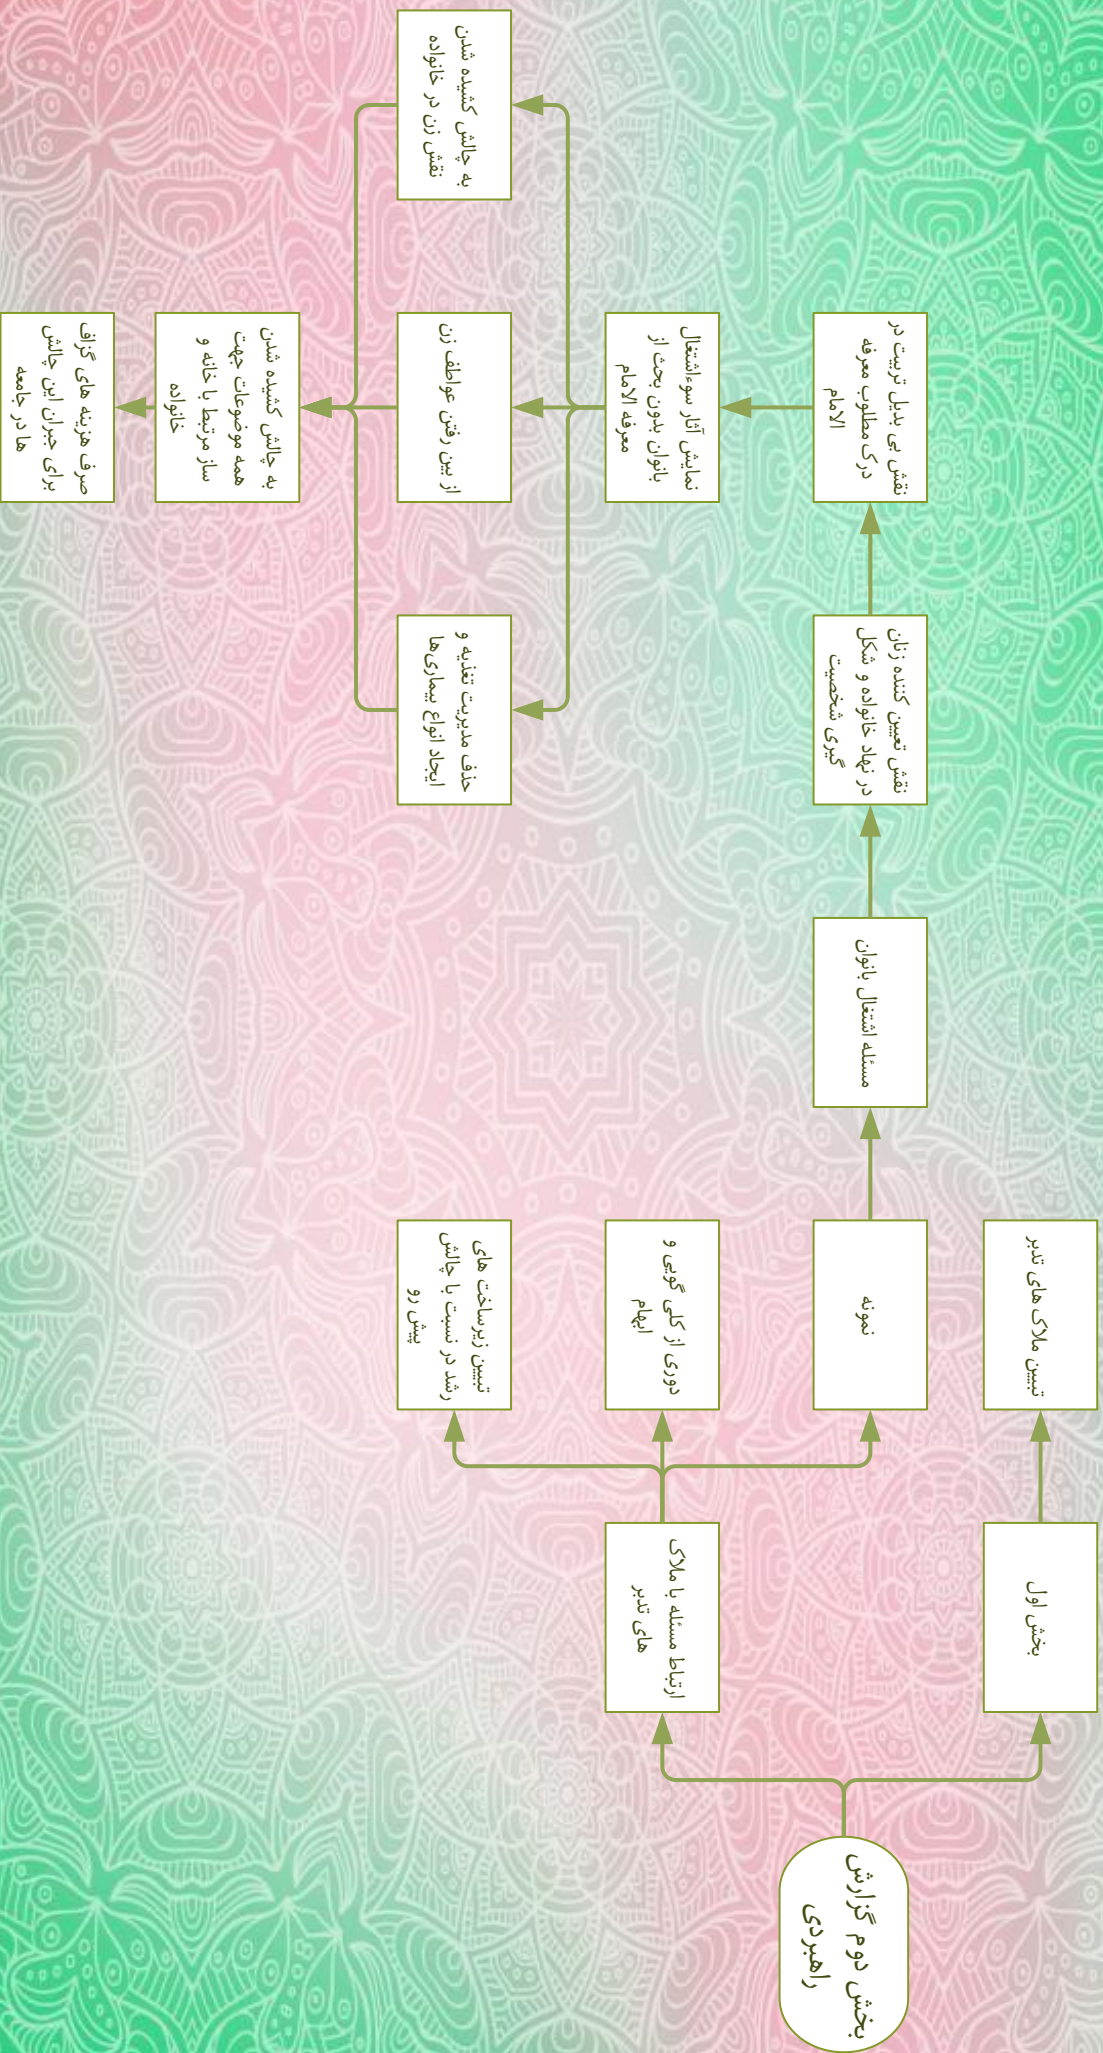 بخش دوم گزارش
راهبردی
بخش اول
تبیین ملاک های تدبر
ارتباط مسئله با ملاک
های تدبر
نمونه
دوری از کلی گویی و
ابهام
تبیین زیرساخت های
رشد در نسبت با چالش
پیش رو
مسئله اشتغال بانوان
نقش تعیین کننده زنان
در نهاد خانواده و شکل
گیری شخصیت
نقش بی بدیل تربیت در
درک مطلوب معرفه
الامام
نمایش آثار سوءاشتغال
بانوان بدون بحث از
معرفه الامام
به چالش کشیده شدن
نقش زن در خانواده
از بین رفتن عواطف زن
حذف مدیریت تغذیه و
ایجاد انواع بیماری‌ها
به چالش کشیده شدن
همه موضوعات جهت
ساز مرتبط با خانه و
خانواده
صرف هزینه های گزاف
برای جبران این چالش
ها در جامعه